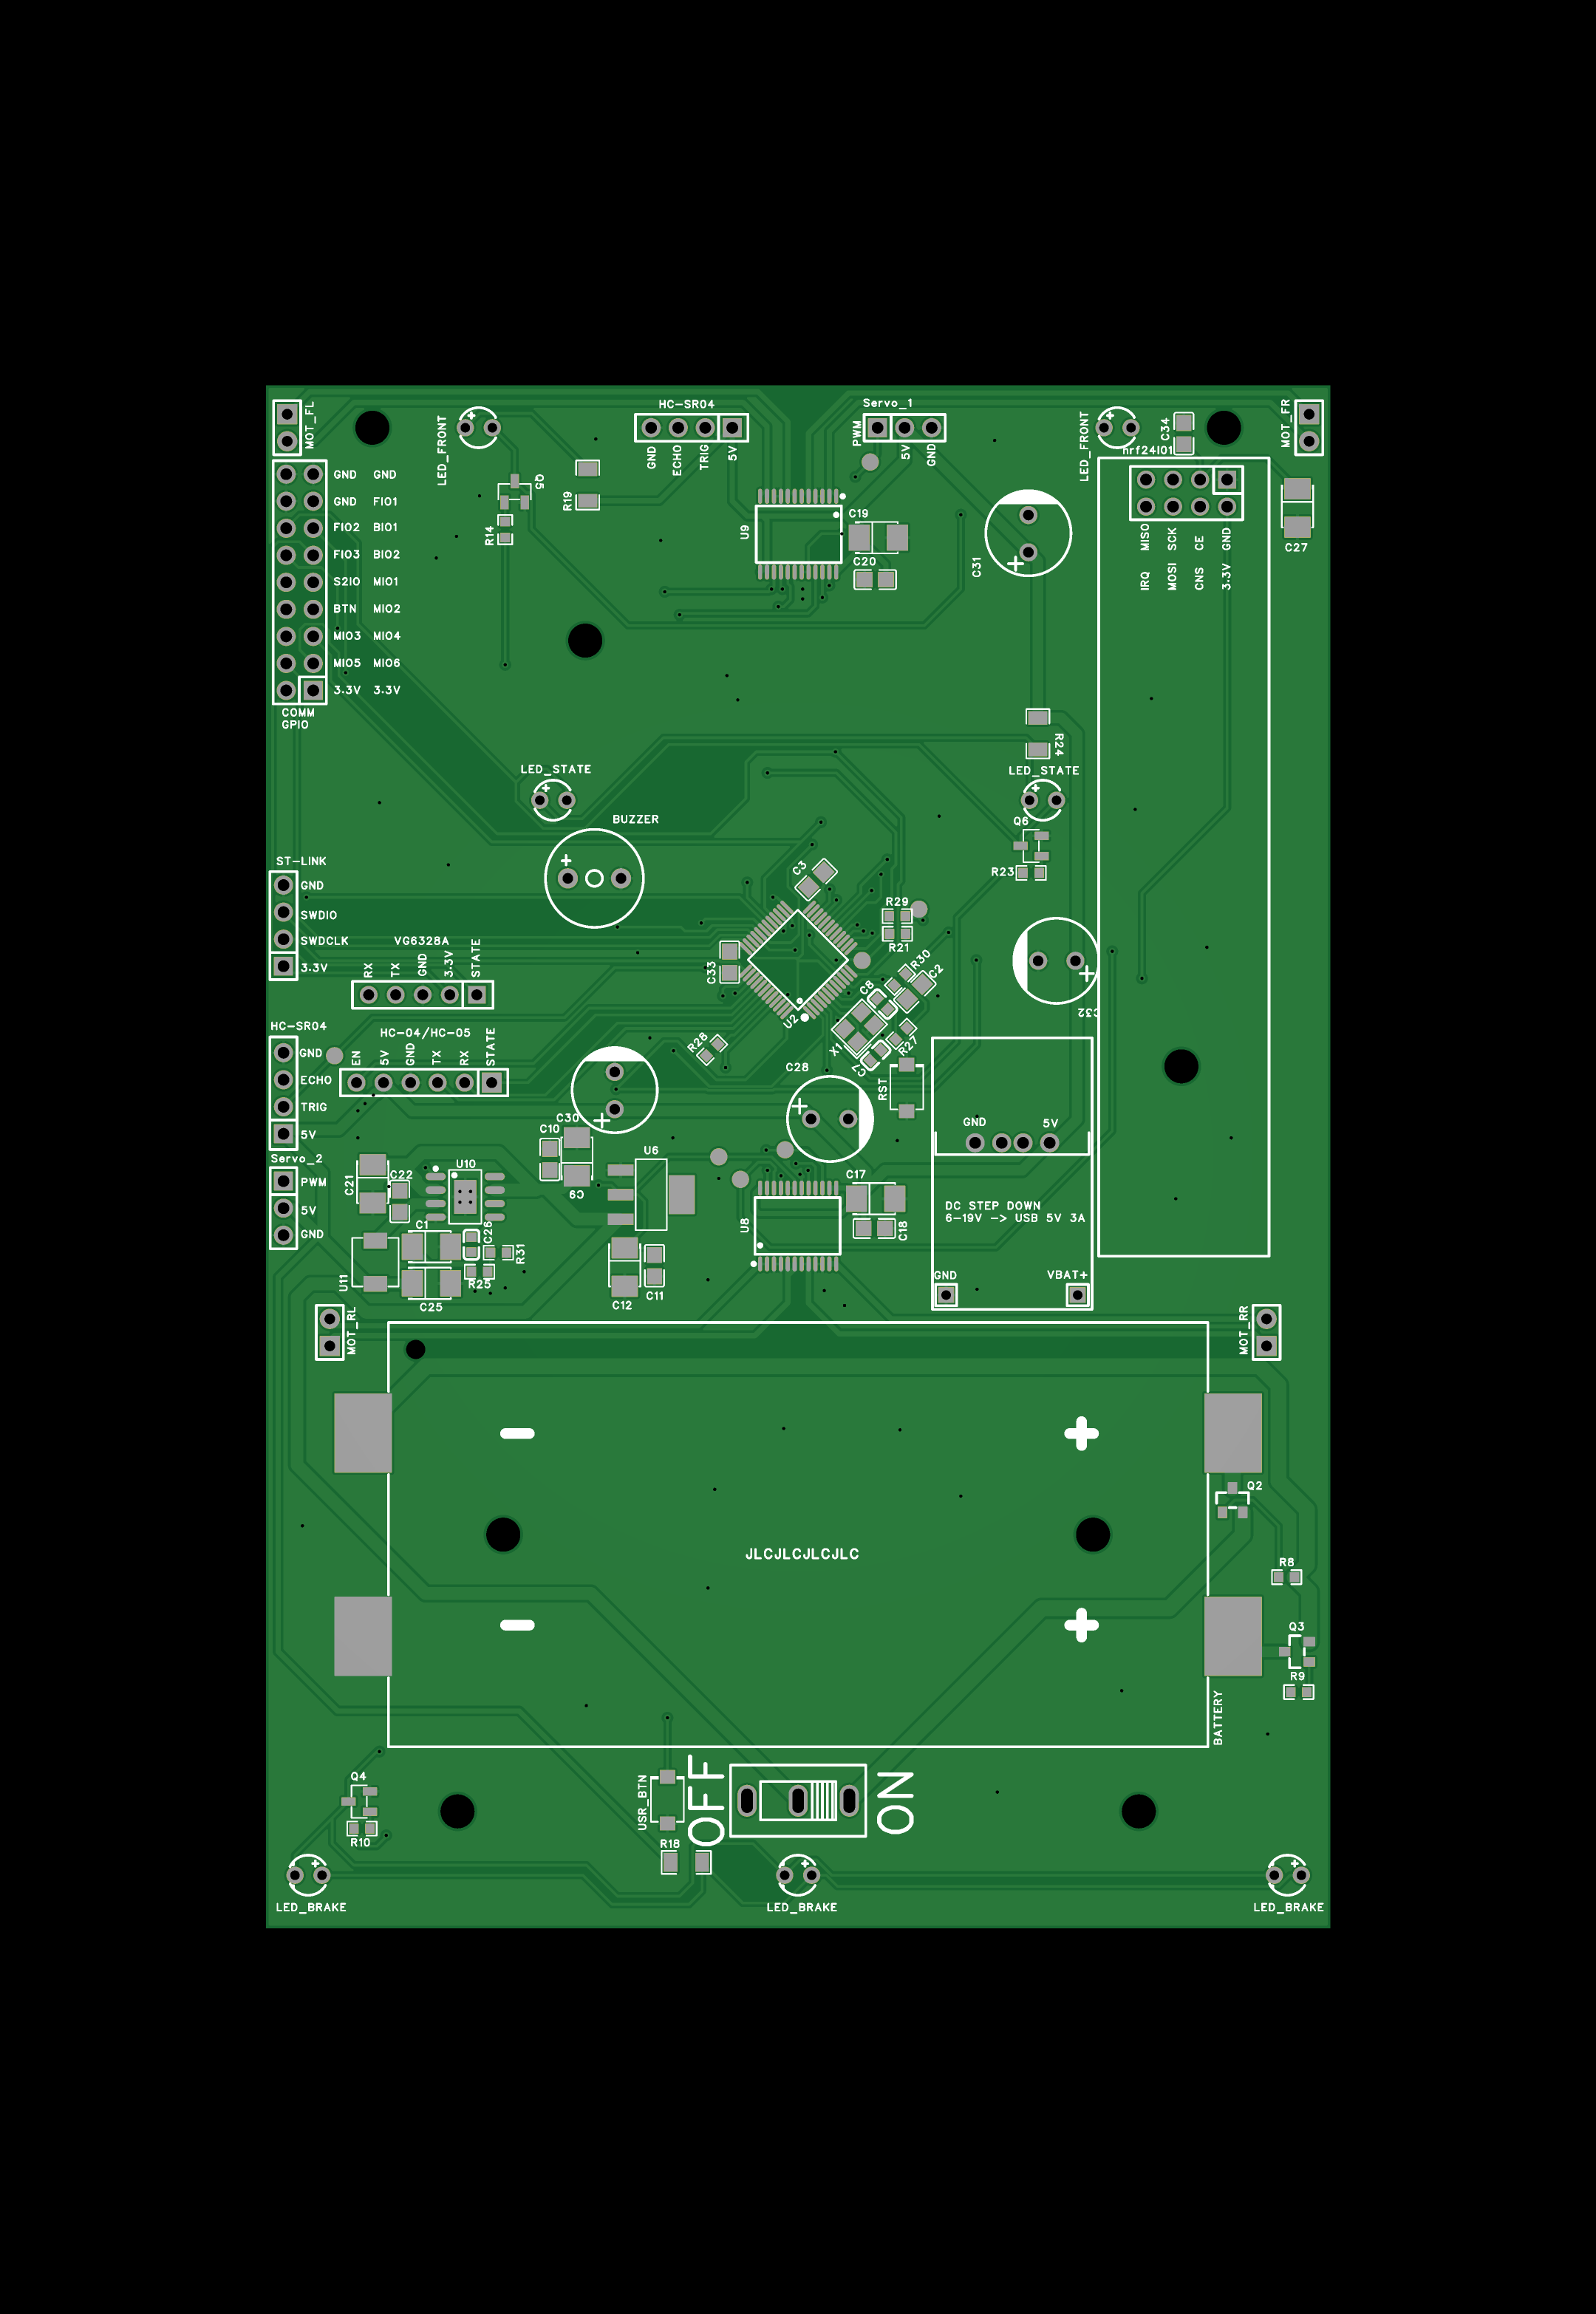 MOT_FL
LED_FRONT
HC-SR04
GND
ECHO
TRIG
5V
Servo_1
PWM
5V
GND
LED_FRONT
C34
nrf24l01
MOT_FR
GND GND
GND FIO1
FIO2 BIO1
FIO3 BIO2
S2IO MIO1
BTN MIO2
MIO3 MIO4
MIO5 MIO6
3.3V 3.3V
COMM
GPIO
Q5
R14
R19
U9
C19
C20
C31
MISO
SCK
CE
GND
IRQ
MOSI
CNS
3.3V
C27
R24
LED_STATE
LED_STATE
Q6
R23
BUZZER
ST-LINK
GND
SWDIO
SWDCLK
3.3V
VG6328A
RX
TX
GND
3.3V
STATE
C3
R29
R21
C33
R30
C2
C8
U2
X1
R27
C7
R28
C32
HC-SR04
GND
ECHO
TRIG
5V
HC-04/HC-05
EN
5V
GND
TX
RX
STATE
C28
RST
C30
C10
C9
U6
GND
5V
Servo_2
PWM
5V
GND
C21
C22
U10
C17
C18
U8
DC STEP DOWN
6-19V -> USB 5V 3A
C1
C26
R31
R25
U11
C25
C12
C11
GND
VBAT+
MOT_RL
MOT_RR
Q2
JLCJLCJLCJLC
R8
Q3
R9
BATTERY
Q4
R10
USR_BTN
OFF
ON
R18
LED_BRAKE
LED_BRAKE
LED_BRAKE